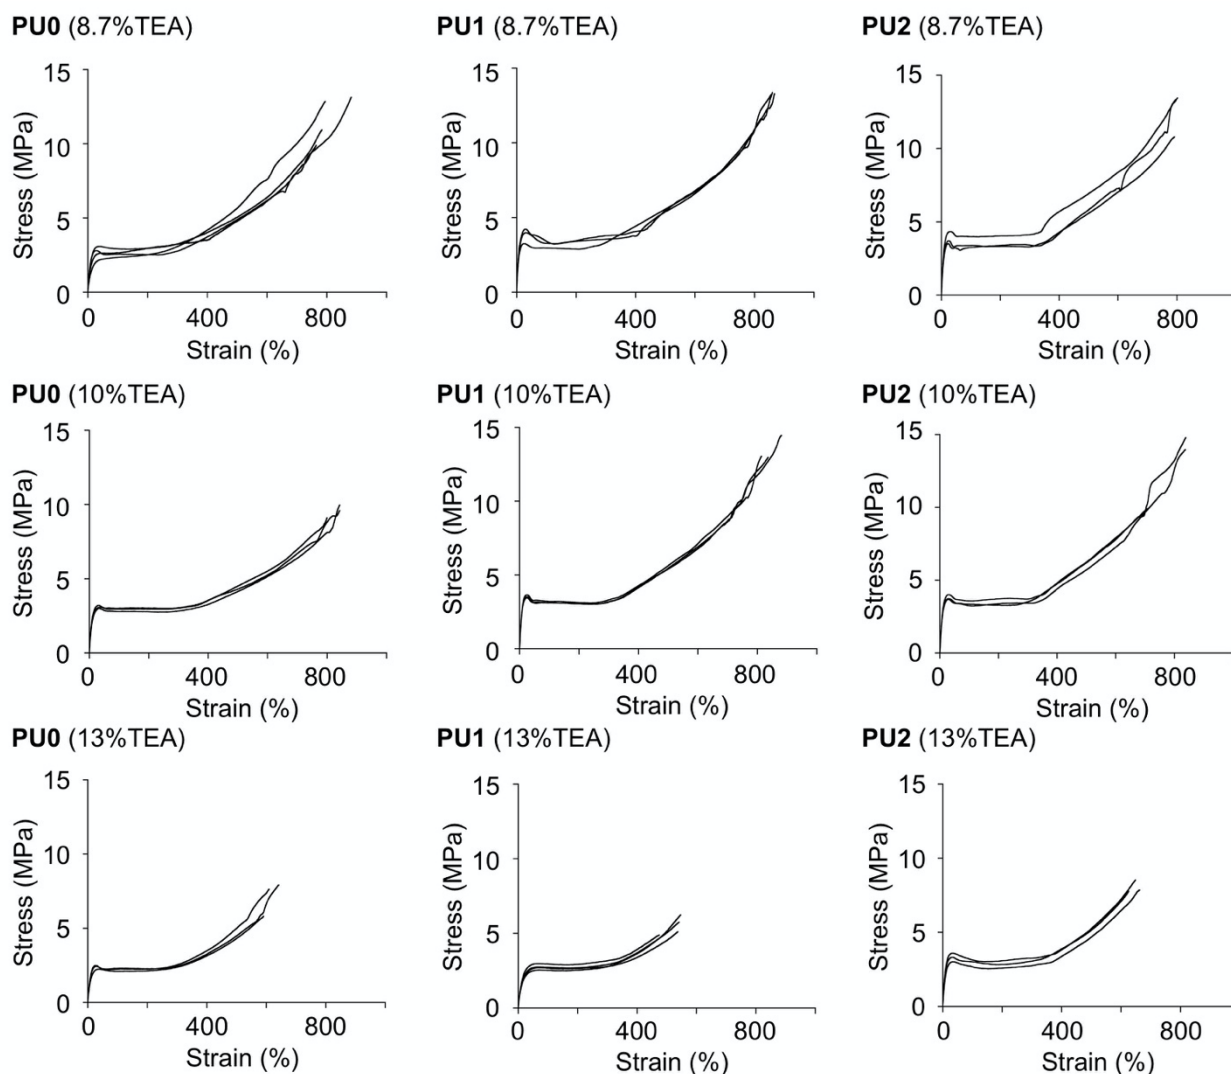 PU0 (8.7%TEA)
15
10
5
0
Stress (MPa)
0 400 800
Strain (%)
PU1 (8.7%TEA)
15
10
5
0
Stress (MPa)
0 400 800
Strain (%)
PU2 (8.7%TEA)
15
10
5
0
Stress (MPa)
0 400 800
Strain (%)
PU0 (10%TEA)
15
10
5
0
Stress (MPa)
0 400 800
Strain (%)
PU1 (10%TEA)
15
10
5
0
Stress (MPa)
0 400 800
Strain (%)
PU2 (10%TEA)
15
10
5
0
Stress (MPa)
0 400 800
Strain (%)
PU0 (13%TEA)
15
10
5
0
Stress (MPa)
0 400 800
Strain (%)
PU1 (13%TEA)
15
10
5
0
Stress (MPa)
0 400 800
Strain (%)
PU2 (13%TEA)
15
10
5
0
Stress (MPa)
0 400 800
Strain (%)